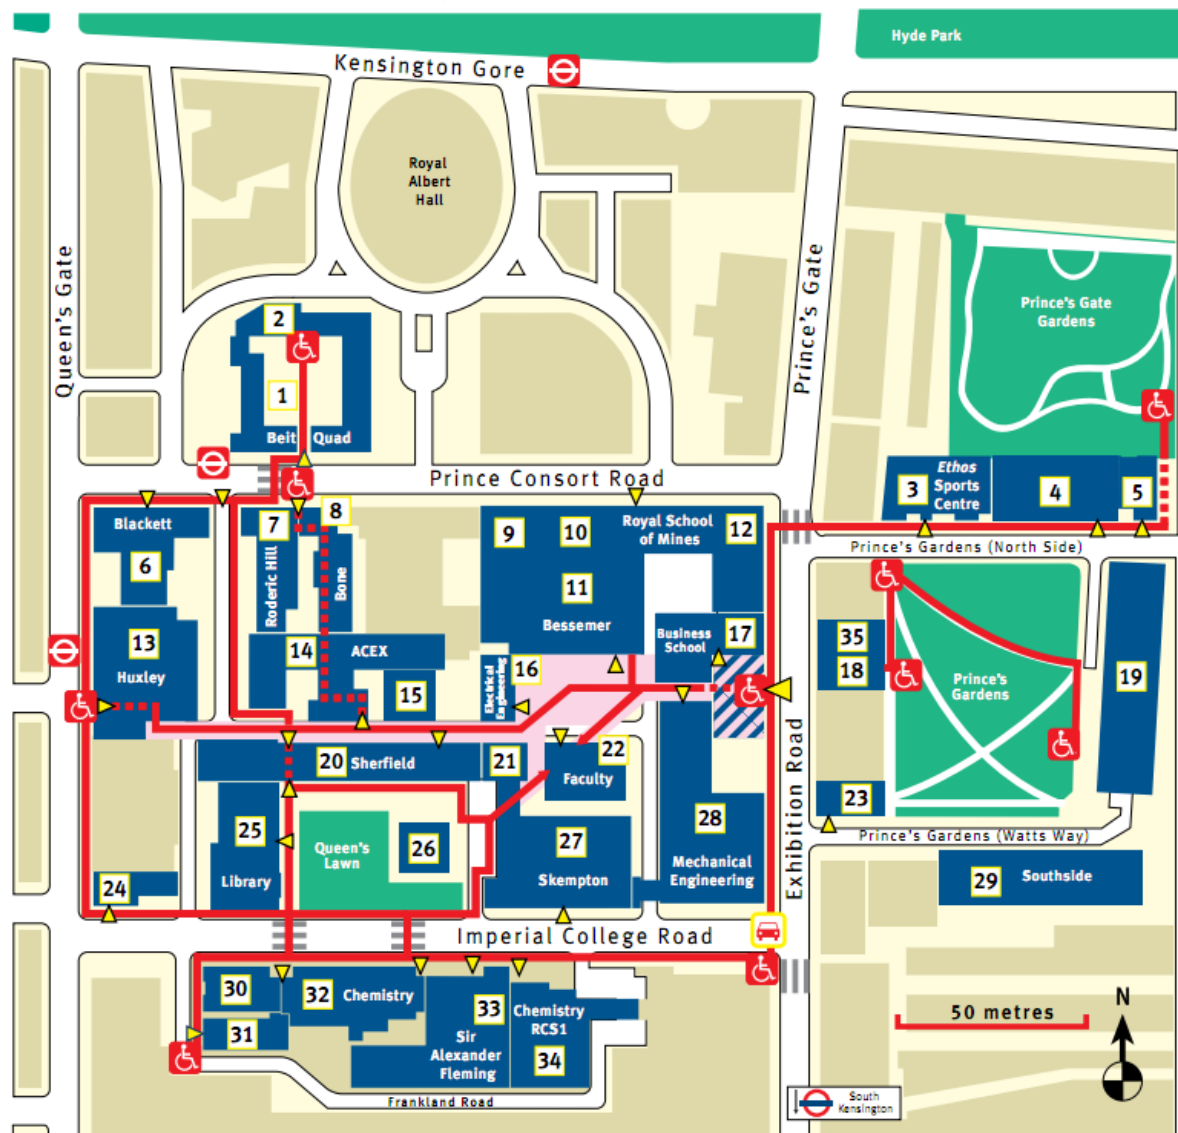 Hyde Park
Kensington Gore
Royal
Albert
Hall
Queen's Gate
Prince's Gate
Prince's Gate
Gardens
2
1
Beit Quad
Prince Consort Road
3
Ethos
Sports
Centre
4
5
Prince's Gardens (North Side)
Blackett
6
7
8
Roderic Hill
Bone
9
10
Royal School
of Mines
12
11
Bessemer
13
Huxley
14
ACEX
15
16
Electrical
Engineering
Business
School
17
35
18
Prince's
Gardens
19
20
Sherfield
21
22
Faculty
23
Exhibition Road
Prince's Gardens (Watts Way)
24
25
Library
Queen's
Lawn
26
27
Skempton
28
Mechanical
Engineering
29
Southside
Imperial College Road
30
31
32
Chemistry
33
Sir
Alexander
Fleming
Chemistry
RCS1
34
Frankland Road
50 metres
N
South
Kensington